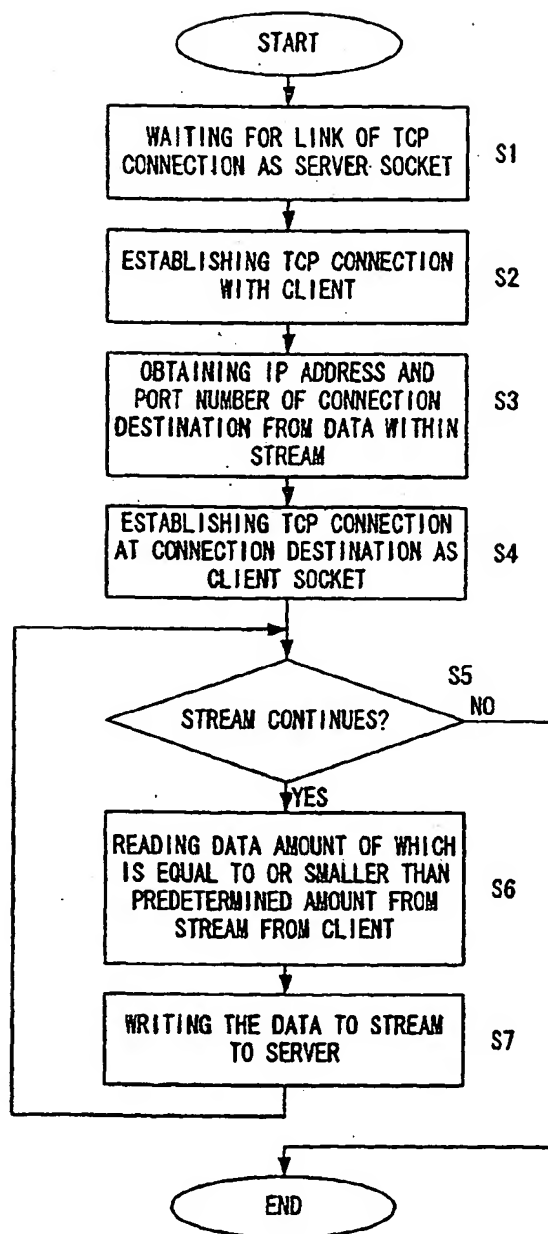 START
WAITING FOR LINK OF TCP
CONNECTION AS SERVER SOCKET
S1
ESTABLISHING TCP CONNECTION
WITH CLIENT
S2
OBTAINING IP ADDRESS AND
PORT NUMBER OF CONNECTION
DESTINATION FROM DATA WITHIN
STREAM
S3
ESTABLISHING TCP CONNECTION
AT CONNECTION DESTINATION AS
CLIENT SOCKET
S4
S5
STREAM CONTINUES?
NO
YES
READING DATA AMOUNT OF WHICH
IS EQUAL TO OR SMALLER THAN
PREDETERMINED AMOUNT FROM
STREAM FROM CLIENT
S6
WRITING THE DATA TO STREAM
TO SERVER
S7
END